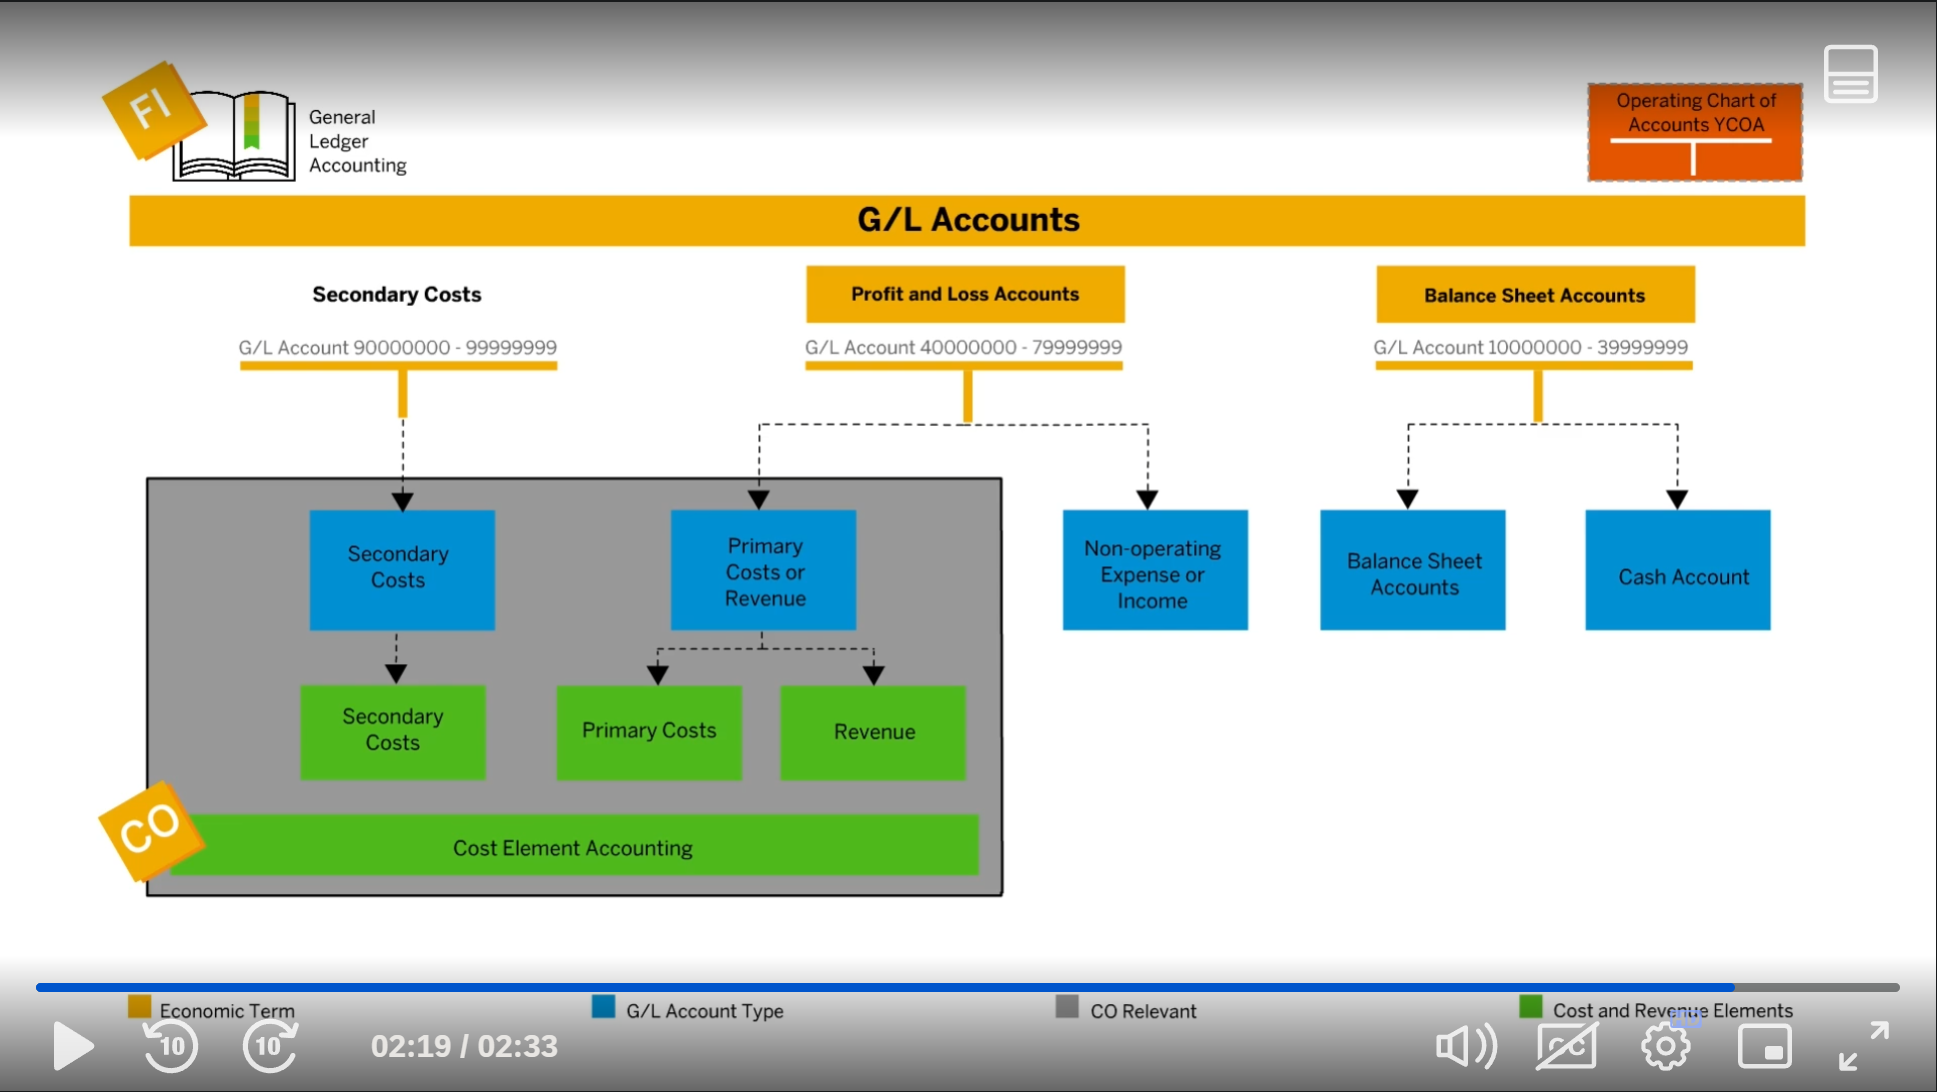 FI
General
Ledger
Accounting
Operating Chart of
Accounts YCOA
G/L Accounts
Secondary Costs
Profit and Loss Accounts
Balance Sheet Accounts
G/L Account 90000000 - 99999999
G/L Account 40000000 - 79999999
G/L Account 10000000 - 39999999
Secondary
Costs
Primary
Costs or
Revenue
Non-operating
Expense or
Income
Balance Sheet
Accounts
Cash Account
Secondary
Costs
Primary Costs
Revenue
CO
Cost Element Accounting
Economic Term
G/L Account Type
CO Relevant
Cost and Revenue Elements
10
10
02:19 / 02:33
CC